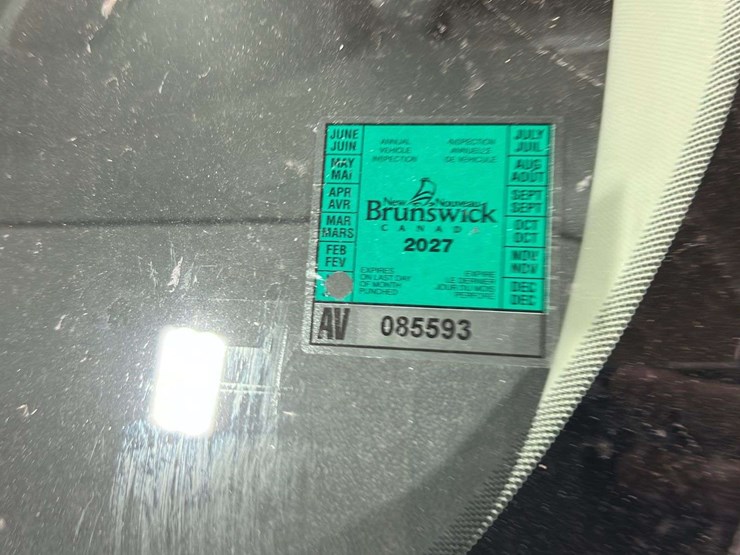 JUNE
JUIN
MAY
MAI
APR
AVR
MAR
MARS
FEB
FEV
ANNUAL
VEHICLE
INSPECTION
INSPECTION
ANNUELLE
DE VÉHICULE
New Nouveau
Brunswick
CANADA
2027
EXPIRES
ON LAST DAY
OF MONTH
PUNCHED
EXPIRE
LE DERNIER
JOUR DU MOIS
PERFORÉ
JULY
JUIL
AUG
AOÛT
SEPT
SEPT
OCT
OCT
NOV
NOV
DEC
DEC
AV 085593